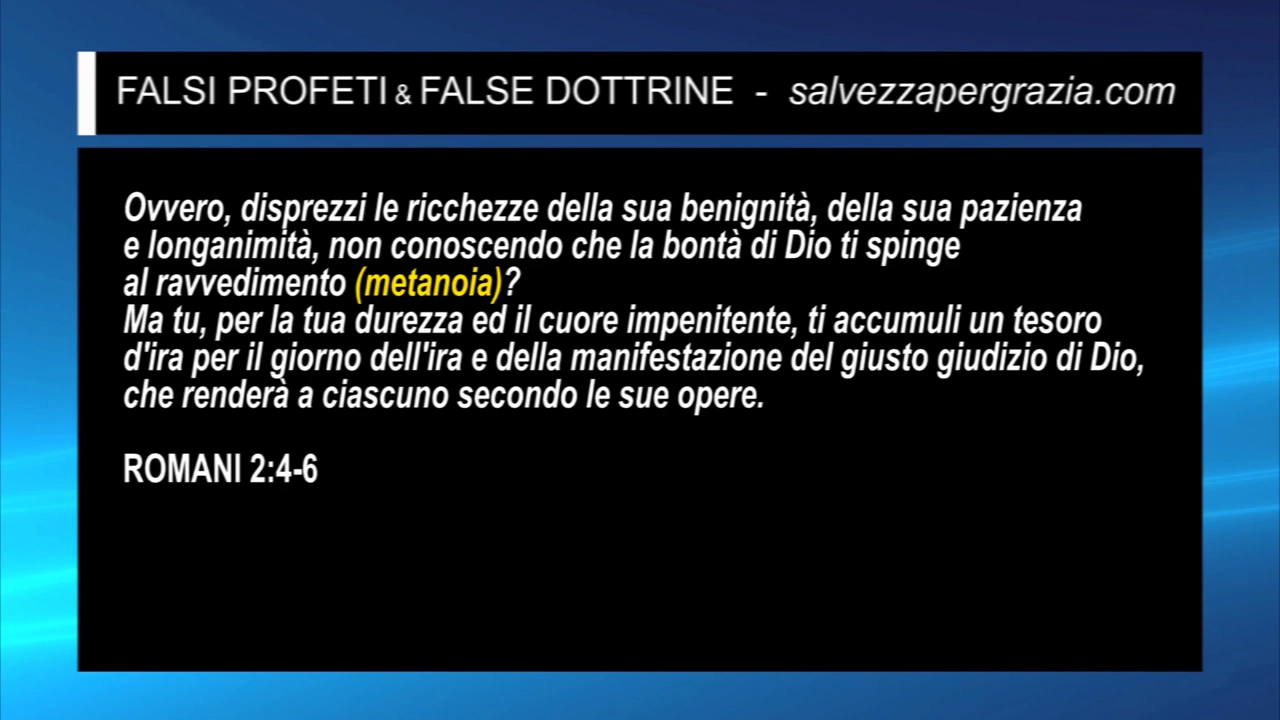 FALSI PROFETI & FALSE DOTTRINE - salvezzapergrazia.com
Ovvero, disprezzi le ricchezze della sua benignità, della sua pazienza
e longanimità, non conoscendo che la bontà di Dio ti spinge
al ravvedimento (metanoia)?
Ma tu, per la tua durezza ed il cuore impenitente, ti accumuli un tesoro
d'ira per il giorno dell'ira e della manifestazione del giusto giudizio di Dio,
che renderà a ciascuno secondo le sue opere.
ROMANI 2:4-6